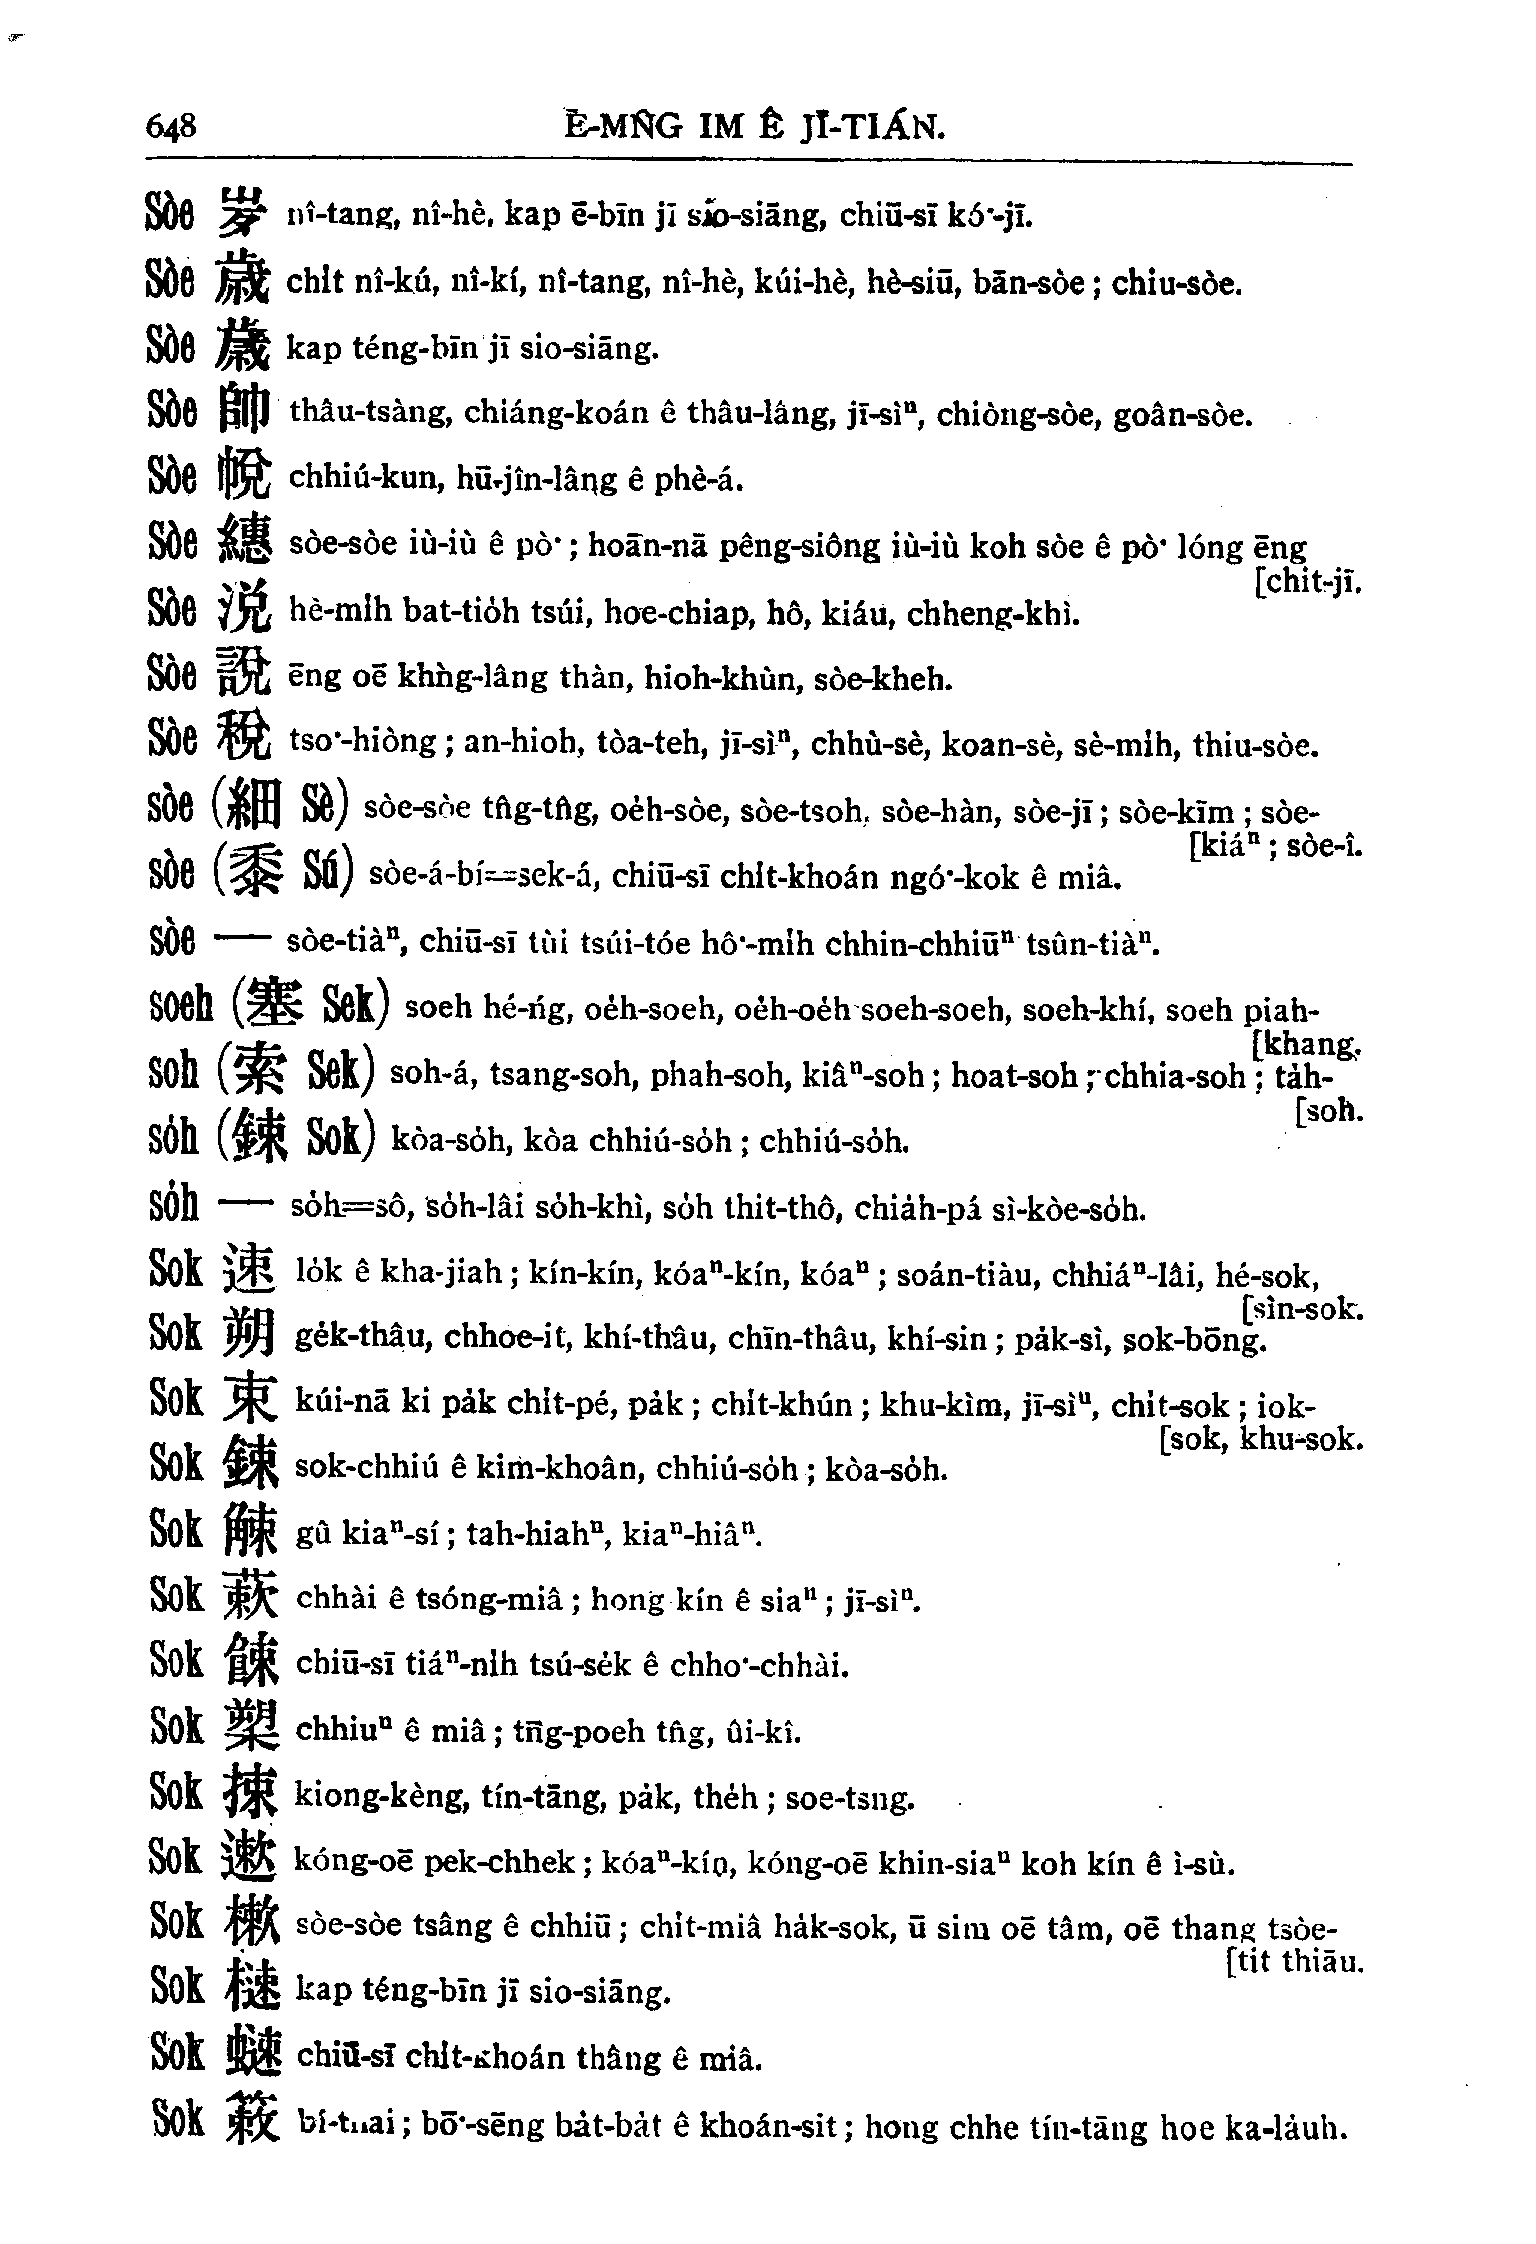 648 Ē-MN̂G IM Ê JĪ-TIÁN.
Sòe 岁 nî-tang, nî-hè, kap ē-bīn jī sio-siāng, chiū-sī kó͘-jī.
Sòe 歲 chi̍t nî-kú, nî-kí, nî-tang, nî-hè, kúi-hè, hè-siū, bān-sòe; chiu-sòe.
Sòe kap téng-bīn jī sio-siāng.
Sòe 帥 thâu-tsàng, chiáng-koán ê thâu-lâng, jī-sìⁿ, chiòng-sòe, goân-sòe.
Sòe 帨 chhiú-kun, hū-jîn-lâng ê phè-á.
Sòe 繐 sòe-sòe iù-iù ê pò͘; hoān-nā pêng-siông iù-iù koh sòe ê pò͘ lóng ēng
[chit-jī.
Sòe 涚 hè-mi̍h bat-tio̍h tsúi, hoe-chiap, hô, kiáu, chheng-khì.
Sòe 說 ēng oē khǹg-lâng thàn, hioh-khùn, sòe-kheh.
Sòe 稅 tso͘-hiòng; an-hioh, tòa-teh, jī-sìⁿ, chhù-sè, koan-sè, sè-mi̍h, thiu-sòe.
sòe (細 Sè) sòe-sòe tn̂g-tn̂g, oe̍h-sòe, sòe-tsoh, sòe-hàn, sòe-jī; sòe-kīm; sòe-
[kiáⁿ; sòe-î.
sòe (黍 Sú) sòe-á-bí=sek-á, chiū-sī chi̍t-khoán ngó͘-kok ê miâ.
sòe — sòe-tiàⁿ, chiū-sī tùi tsúi-tóe hô͘-mi̍h chhin-chhiūⁿ tsûn-tiàⁿ.
soeh (塞 Sek) soeh hé-ńg, oe̍h-soeh, oe̍h-oe̍h soeh-soeh, soeh-khí, soeh piah-
[khang.
soh (索 Sek) soh-á, tsang-soh, phah-soh, kiâⁿ-soh; hoat-soh; chhia-soh; ta̍h-
[soh.
so̍h (鋉 Sok) kòa-so̍h, kòa chhiú-so̍h; chhiú-so̍h.
so̍h — so̍h=sô, so̍h-lâi so̍h-khì, so̍h thit-thô, chia̍h-pá sì-kòe-so̍h.
Sok 速 lo̍k ê kha-jiah; kín-kín, kóaⁿ-kín, kóaⁿ; soán-tiàu, chhiáⁿ-lâi, hé-sok,
[sìn-sok.
Sok 朔 ge̍k-thâu, chhoe-it, khí-thâu, chīn-thâu, khí-sin; pa̍k-sì, sok-bōng.
Sok 束 kúi-nā ki pa̍k chi̍t-pé, pa̍k; chi̍t-khún; khu-kìm, jī-sìⁿ, chi̍t-sok; iok-
[sok, khu-sok.
Sok 鋉 sok-chhiú ê kim-khoân, chhiú-so̍h; kòa-so̍h.
Sok 觫 gû kiaⁿ-sí; tah-hiahⁿ, kiaⁿ-hiâⁿ.
Sok 蔌 chhài ê tsóng-miâ; hong kín ê siaⁿ; jī-sìⁿ.
Sok 餗 chiū-sī tiáⁿ-ni̍h tsú-se̍k ê chho͘-chhài.
Sok 槊 chhiuⁿ ê miâ; tn̄g-poeh tn̂g, ûi-kî.
Sok 捒 kiong-kèng, tín-tāng, pa̍k, the̍h; soe-tsng.
Sok 遬 kóng-oē pek-chhek; kóaⁿ-kín, kóng-oē khin-siaⁿ koh kín ê ì-sù.
Sok 樕 sòe-sòe tsâng ê chhiū; chi̍t-miâ ha̍k-sok, ū sim oē tâm, oē thang tsòe-
[tit thiāu.
Sok 樎 kap téng-bīn jī sio-siāng.
Sok chiū-sī chi̍t-khoán thâng ê miâ.
Sok 簌 bí-thai; bō͘-sēng ba̍t-ba̍t ê khoán-sit; hong chhe tín-tāng hoe ka-la̍uh.